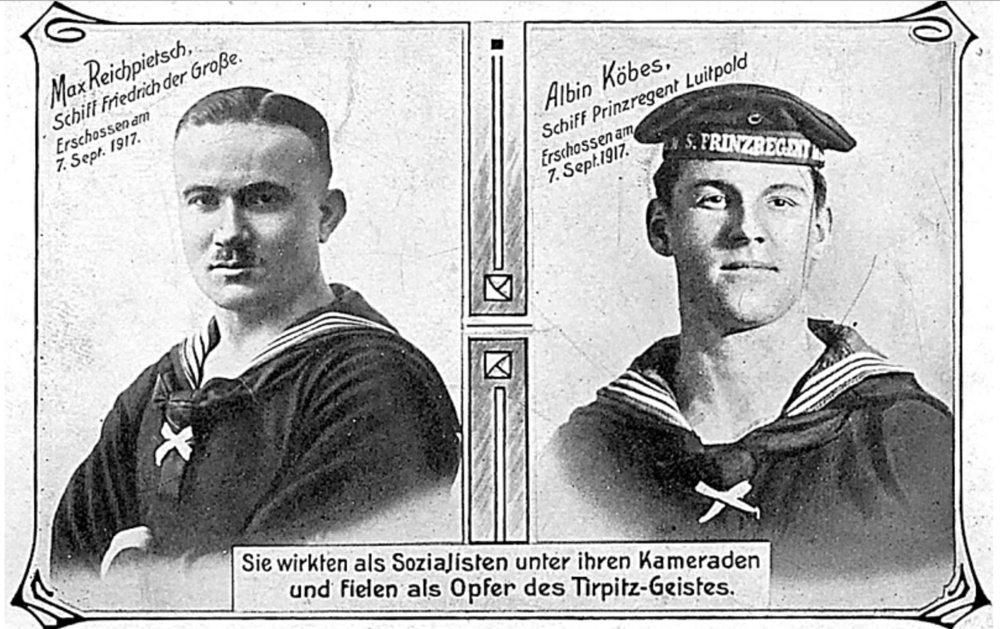 Max Reichpietsch,
Schiff Friedrich der Große.
Erschossen am
7. Sept. 1917.
Albin Köbes.
Schiff Prinzregent Luitpold
Erschossen am
7. Sept. 1917.
S. PRINZREGENT
Sie wirkten als Sozialisten unter ihren Kameraden
und fielen als Opfer des Tirpitz-Geistes.